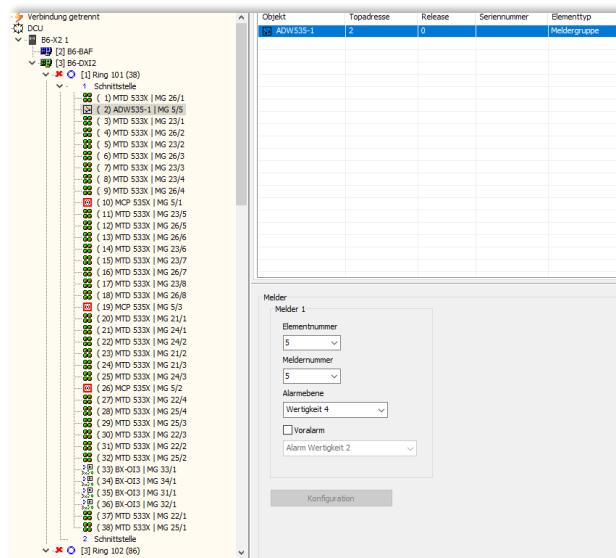 Verbindung getrennt
DCU
B6-X2 1
[2] B6-BAF
[3] B6-DXI2
[1] Ring 101 (38)
1 Schnittstelle
( 1) MTD 533X | MG 26/1
( 2) ADW535-1 | MG 5/5
( 3) MTD 533X | MG 23/1
( 4) MTD 533X | MG 26/2
( 5) MTD 533X | MG 23/2
( 6) MTD 533X | MG 26/3
( 7) MTD 533X | MG 23/3
( 8) MTD 533X | MG 23/4
( 9) MTD 533X | MG 26/4
(10) MCP 535X | MG 5/1
(11) MTD 533X | MG 23/5
(12) MTD 533X | MG 26/5
(13) MTD 533X | MG 26/6
(14) MTD 533X | MG 23/6
(15) MTD 533X | MG 23/7
(16) MTD 533X | MG 26/7
(17) MTD 533X | MG 23/8
(18) MTD 533X | MG 26/8
(19) MCP 535X | MG 5/3
(20) MTD 533X | MG 21/1
(21) MTD 533X | MG 24/1
(22) MTD 533X | MG 24/2
(23) MTD 533X | MG 21/2
(24) MTD 533X | MG 21/3
(25) MTD 533X | MG 24/3
(26) MCP 535X | MG 5/2
(27) MTD 533X | MG 22/4
(28) MTD 533X | MG 25/4
(29) MTD 533X | MG 25/3
(30) MTD 533X | MG 22/3
(31) MTD 533X | MG 22/2
(32) MTD 533X | MG 25/2
(33) BX-OI3 | MG 33/1
(34) BX-OI3 | MG 34/1
(35) BX-OI3 | MG 31/1
(36) BX-OI3 | MG 32/1
(37) MTD 533X | MG 22/1
(38) MTD 533X | MG 25/1
2 Schnittstelle
[3] Ring 102 (86)
Objekt Topadresse Release Seriennummer Elementtyp
ADW535-1 2 0 Meldergruppe
Melder
Melder 1
Elementnummer
5
Meldernummer
5
Alarmebene
Wertigkeit 4
Voralarm
Alarm Wertigkeit 2
Konfiguration